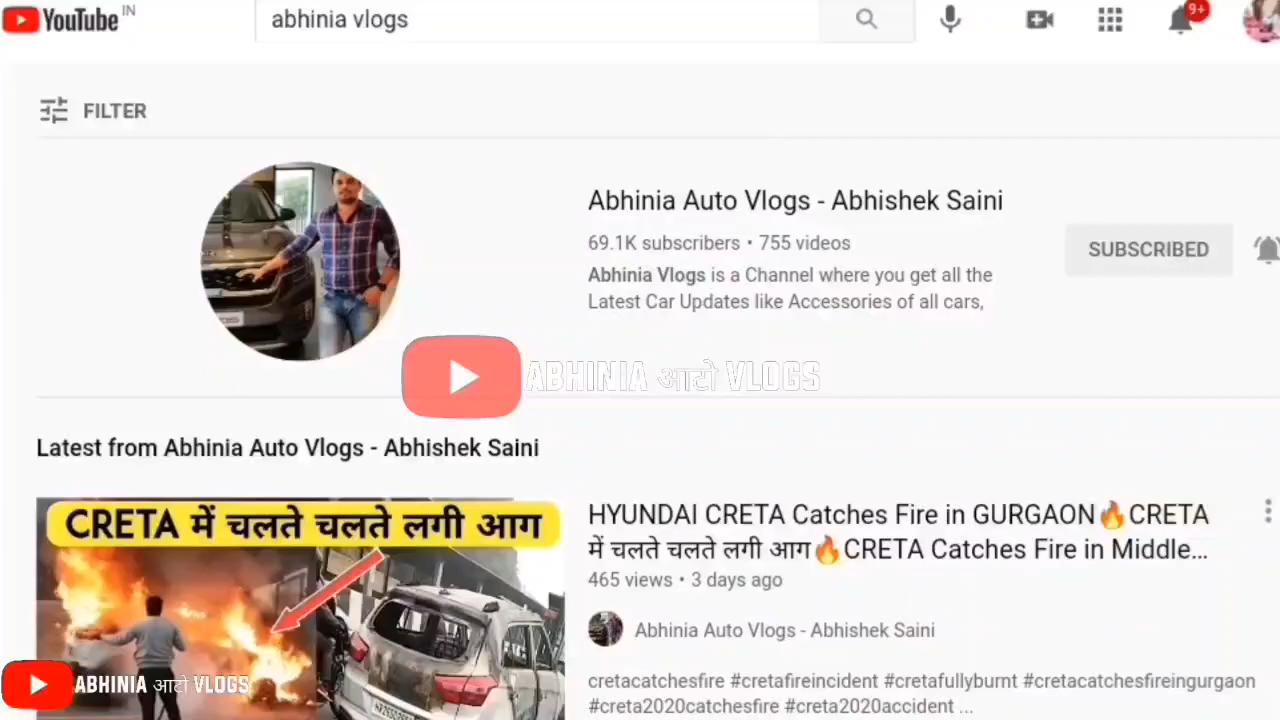 YouTube IN
abhinia vlogs
9+
FILTER
Abhinia Auto Vlogs - Abhishek Saini
69.1K subscribers • 755 videos
SUBSCRIBED
Abhinia Vlogs is a Channel where you get all the
Latest Car Updates like Accessories of all cars,
ABHINIA आटो VLOGS
Latest from Abhinia Auto Vlogs - Abhishek Saini
CRETA में चलते चलते लगी आग
HYUNDAI CRETA Catches Fire in GURGAON🔥CRETA
में चलते चलते लगी आग🔥CRETA Catches Fire in Middle...
465 views • 3 days ago
Abhinia Auto Vlogs - Abhishek Saini
cretacatchesfire #cretafireincident #cretafullyburnt #cretacatchesfireingurgaon
#creta2020catchesfire #creta2020accident ...
ABHINIA आटो VLOGS